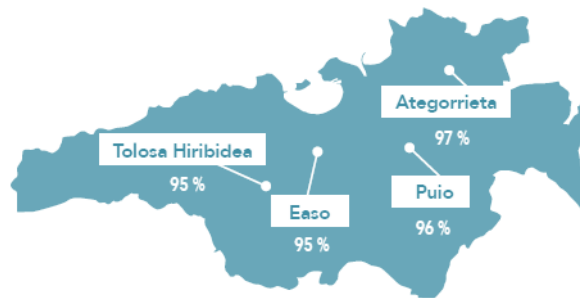 Ategorrieta
97 %
Tolosa Hiribidea
95 %
Easo
95 %
Puio
96 %